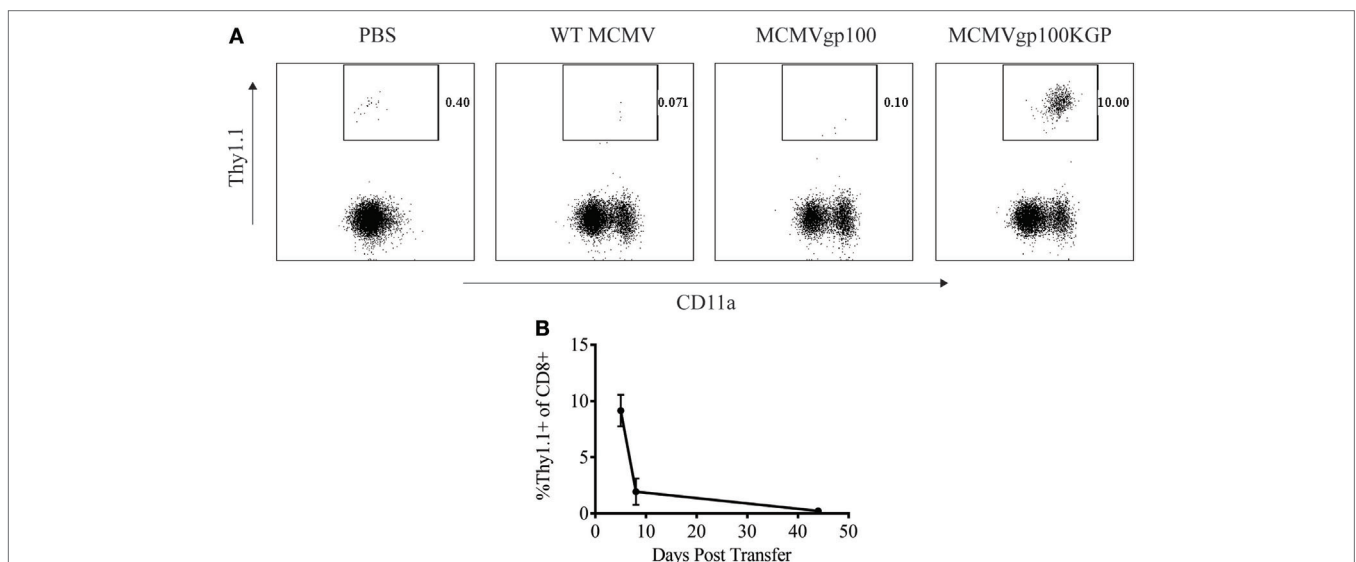 A
PBS
WT MCMV
MCMVgp100
MCMVgp100KGP
Thy1.1
0.40
0.071
0.10
10.00
CD11a
B
%Thy1.1+ of CD8+
15
10
5
0
0 10 20 30 40 50
Days Post Transfer